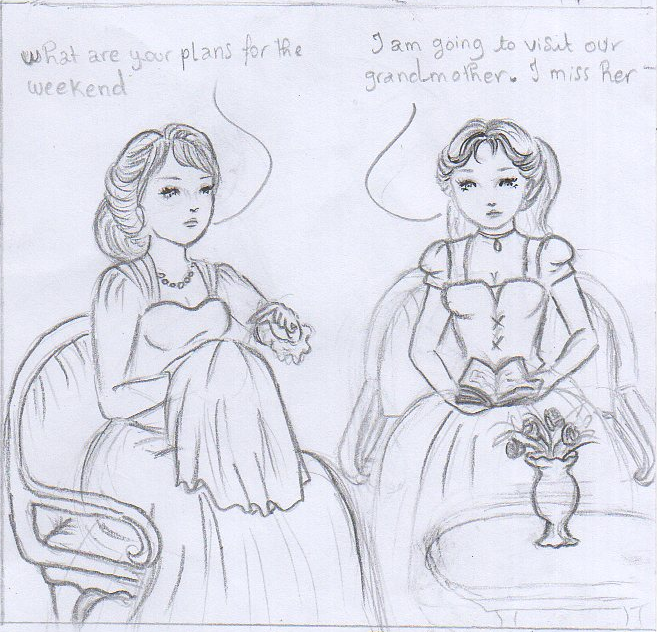 What are your plans for the
weekend
I am going to visit our
grandmother. I miss her